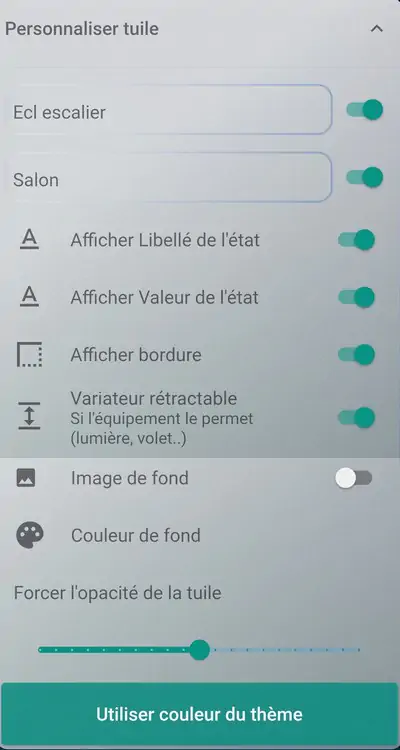 Personnaliser tuile
Ecl escalier
Salon
Afficher Libellé de l'état
Afficher Valeur de l'état
Afficher bordure
Variateur rétractable
Si l'équipement le permet
(lumière, volet..)
Image de fond
Couleur de fond
Forcer l'opacité de la tuile
Utiliser couleur du thème